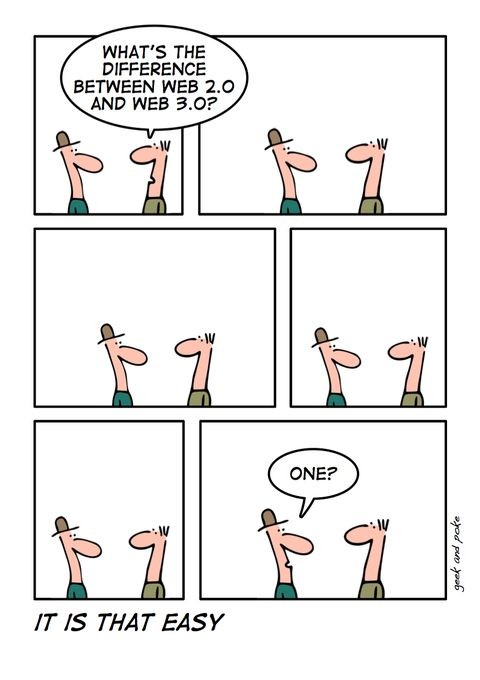 WHAT'S THE
DIFFERENCE
BETWEEN WEB 2.0
AND WEB 3.0?
ONE?
geek and poke
IT IS THAT EASY